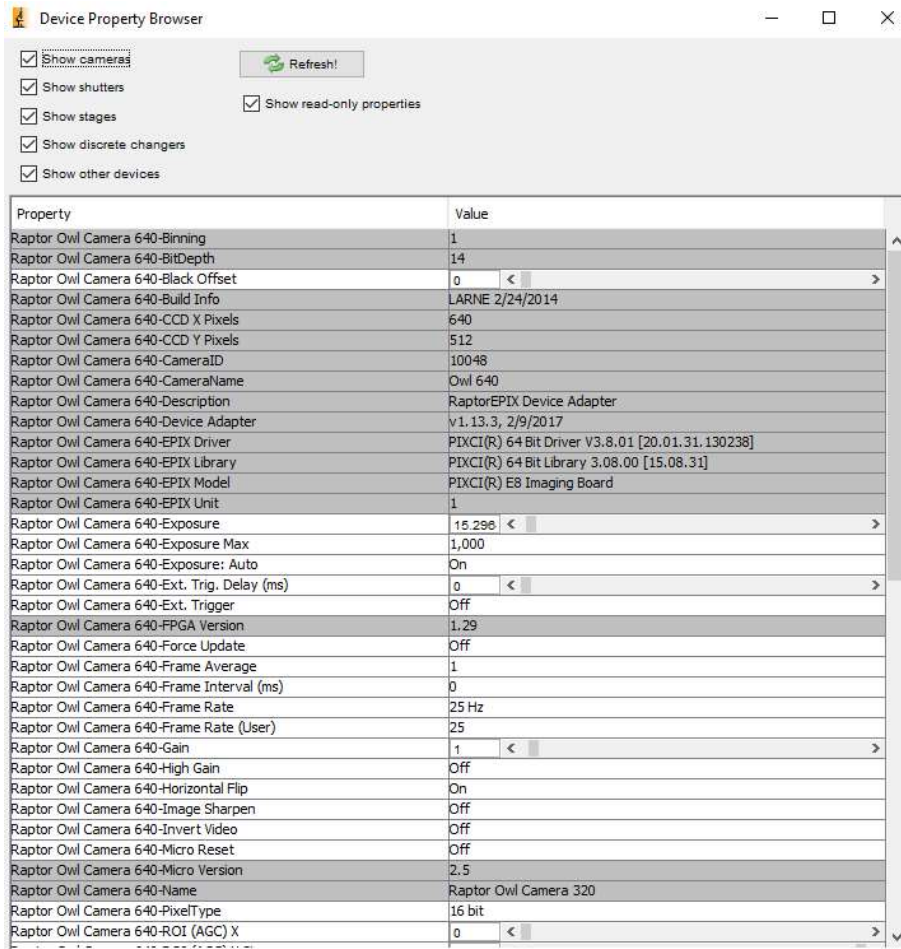 Device Property Browser
Show cameras
Refresh!
Show shutters
Show read-only properties
Show stages
Show discrete changers
Show other devices
Property Value
Raptor Owl Camera 640-Binning 1
Raptor Owl Camera 640-BitDepth 14
Raptor Owl Camera 640-Black Offset 0
Raptor Owl Camera 640-Build Info LARNE 2/24/2014
Raptor Owl Camera 640-CCD X Pixels 640
Raptor Owl Camera 640-CCD Y Pixels 512
Raptor Owl Camera 640-CameraID 10048
Raptor Owl Camera 640-CameraName Owl 640
Raptor Owl Camera 640-Description RaptorEPIX Device Adapter
Raptor Owl Camera 640-Device Adapter v1.13.3, 2/9/2017
Raptor Owl Camera 640-EPIX Driver PIXCI(R) 64 Bit Driver V3.8.01 [20.01.31.130238]
Raptor Owl Camera 640-EPIX Library PIXCI(R) 64 Bit Library 3.08.00 [15.08.31]
Raptor Owl Camera 640-EPIX Model PIXCI(R) E8 Imaging Board
Raptor Owl Camera 640-EPIX Unit 1
Raptor Owl Camera 640-Exposure 15.296
Raptor Owl Camera 640-Exposure Max 1,000
Raptor Owl Camera 640-Exposure: Auto On
Raptor Owl Camera 640-Ext. Trig. Delay (ms) 0
Raptor Owl Camera 640-Ext. Trigger Off
Raptor Owl Camera 640-FPGA Version 1.29
Raptor Owl Camera 640-Force Update Off
Raptor Owl Camera 640-Frame Average 1
Raptor Owl Camera 640-Frame Interval (ms) 0
Raptor Owl Camera 640-Frame Rate 25 Hz
Raptor Owl Camera 640-Frame Rate (User) 25
Raptor Owl Camera 640-Gain 1
Raptor Owl Camera 640-High Gain Off
Raptor Owl Camera 640-Horizontal Flip On
Raptor Owl Camera 640-Image Sharpen Off
Raptor Owl Camera 640-Invert Video Off
Raptor Owl Camera 640-Micro Reset Off
Raptor Owl Camera 640-Micro Version 2.5
Raptor Owl Camera 640-Name Raptor Owl Camera 320
Raptor Owl Camera 640-PixelType 16 bit
Raptor Owl Camera 640-ROI (AGC) X 0